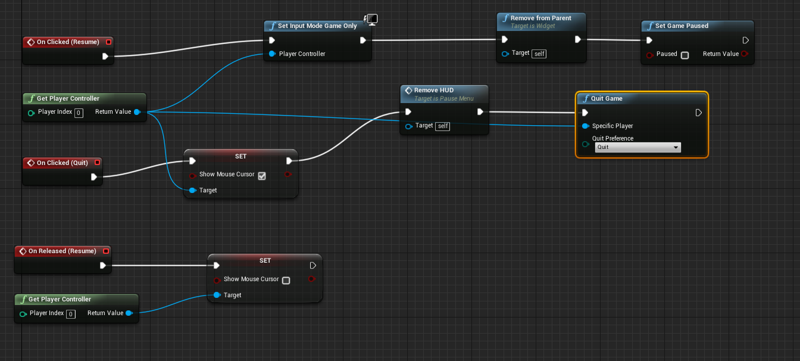 On Clicked (Resume)
Set Input Mode Game Only
Player Controller
Remove from Parent
Target is Widget
Target self
Set Game Paused
Paused Return Value
Get Player Controller
Player Index 0 Return Value
Remove HUD
Target is Pause Menu
Target self
Quit Game
Specific Player
Quit Preference
Quit
On Clicked (Quit)
SET
Show Mouse Cursor
Target
On Released (Resume)
SET
Show Mouse Cursor
Target
Get Player Controller
Player Index 0 Return Value